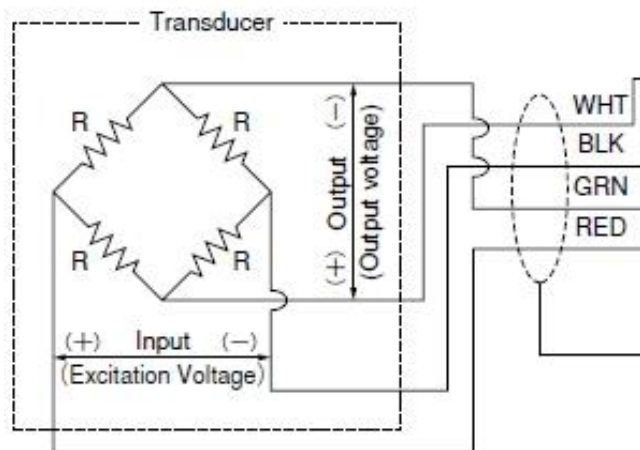 Transducer
R
R
R
R
(+) Output (−)
(Output voltage)
(+) Input (−)
(Excitation Voltage)
WHT
BLK
GRN
RED